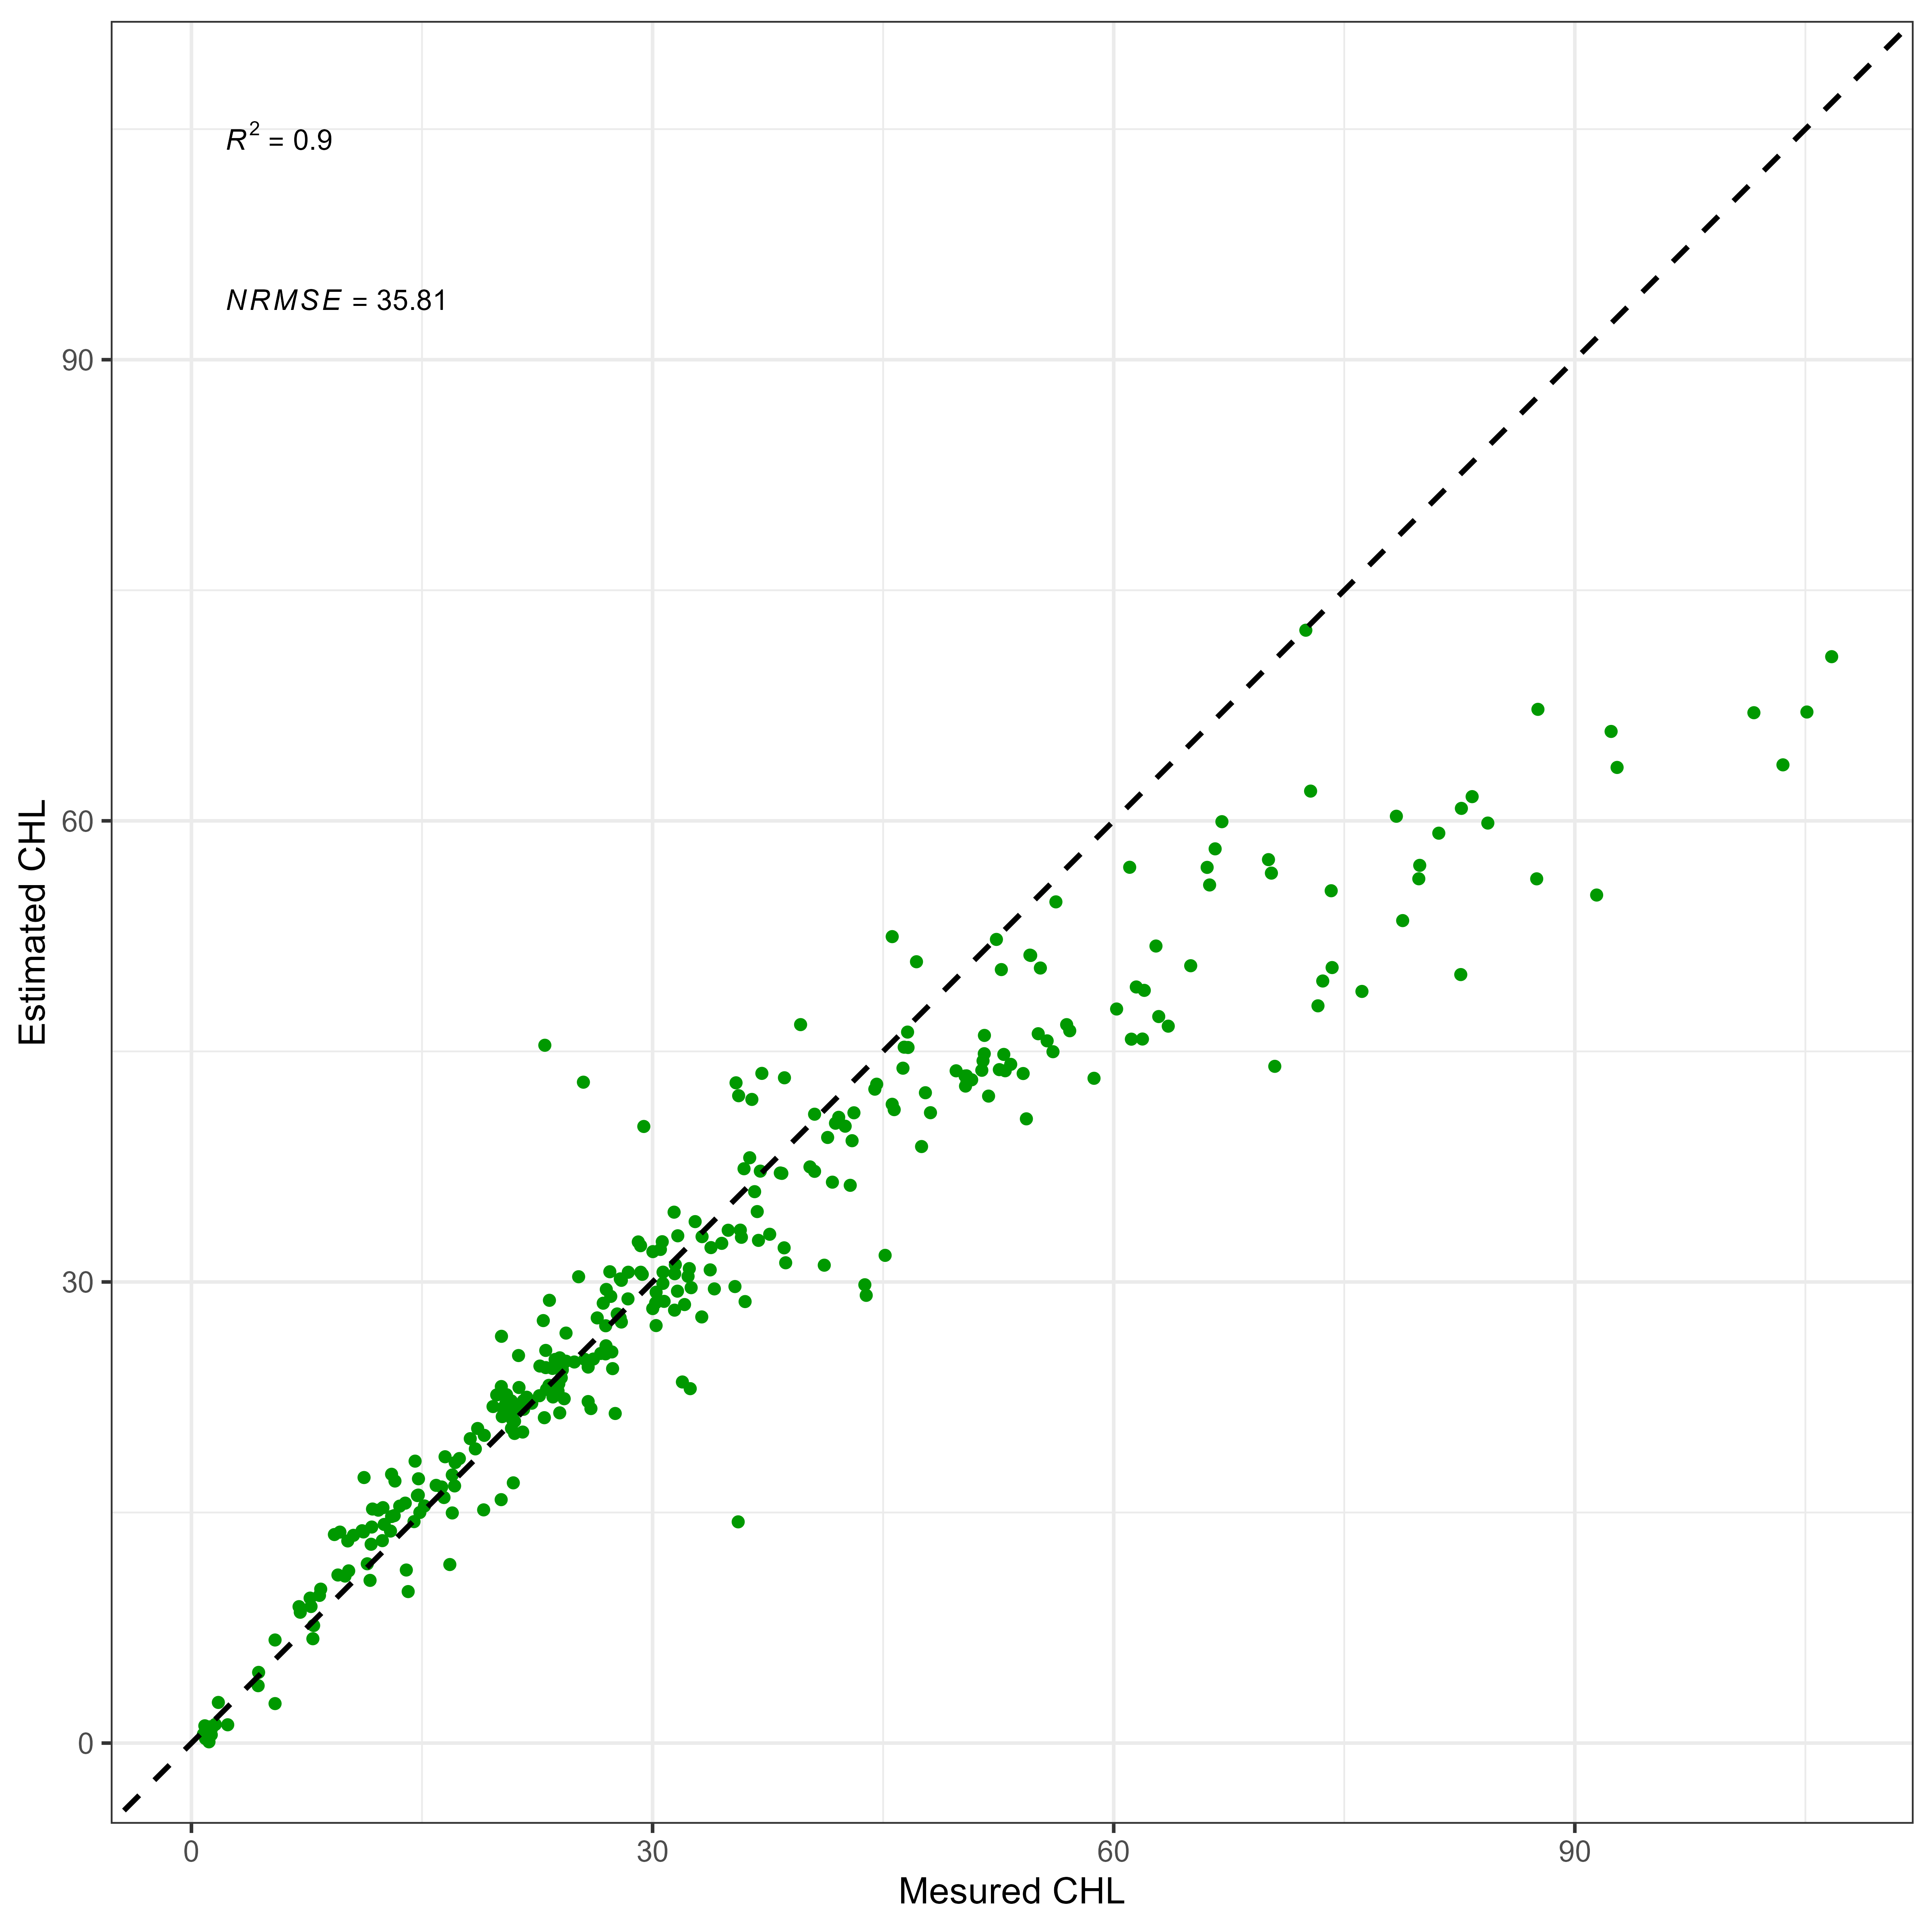 R² = 0.9
NRMSE = 35.81
90
60
30
0
Estimated CHL
0 30 60 90
Mesured CHL